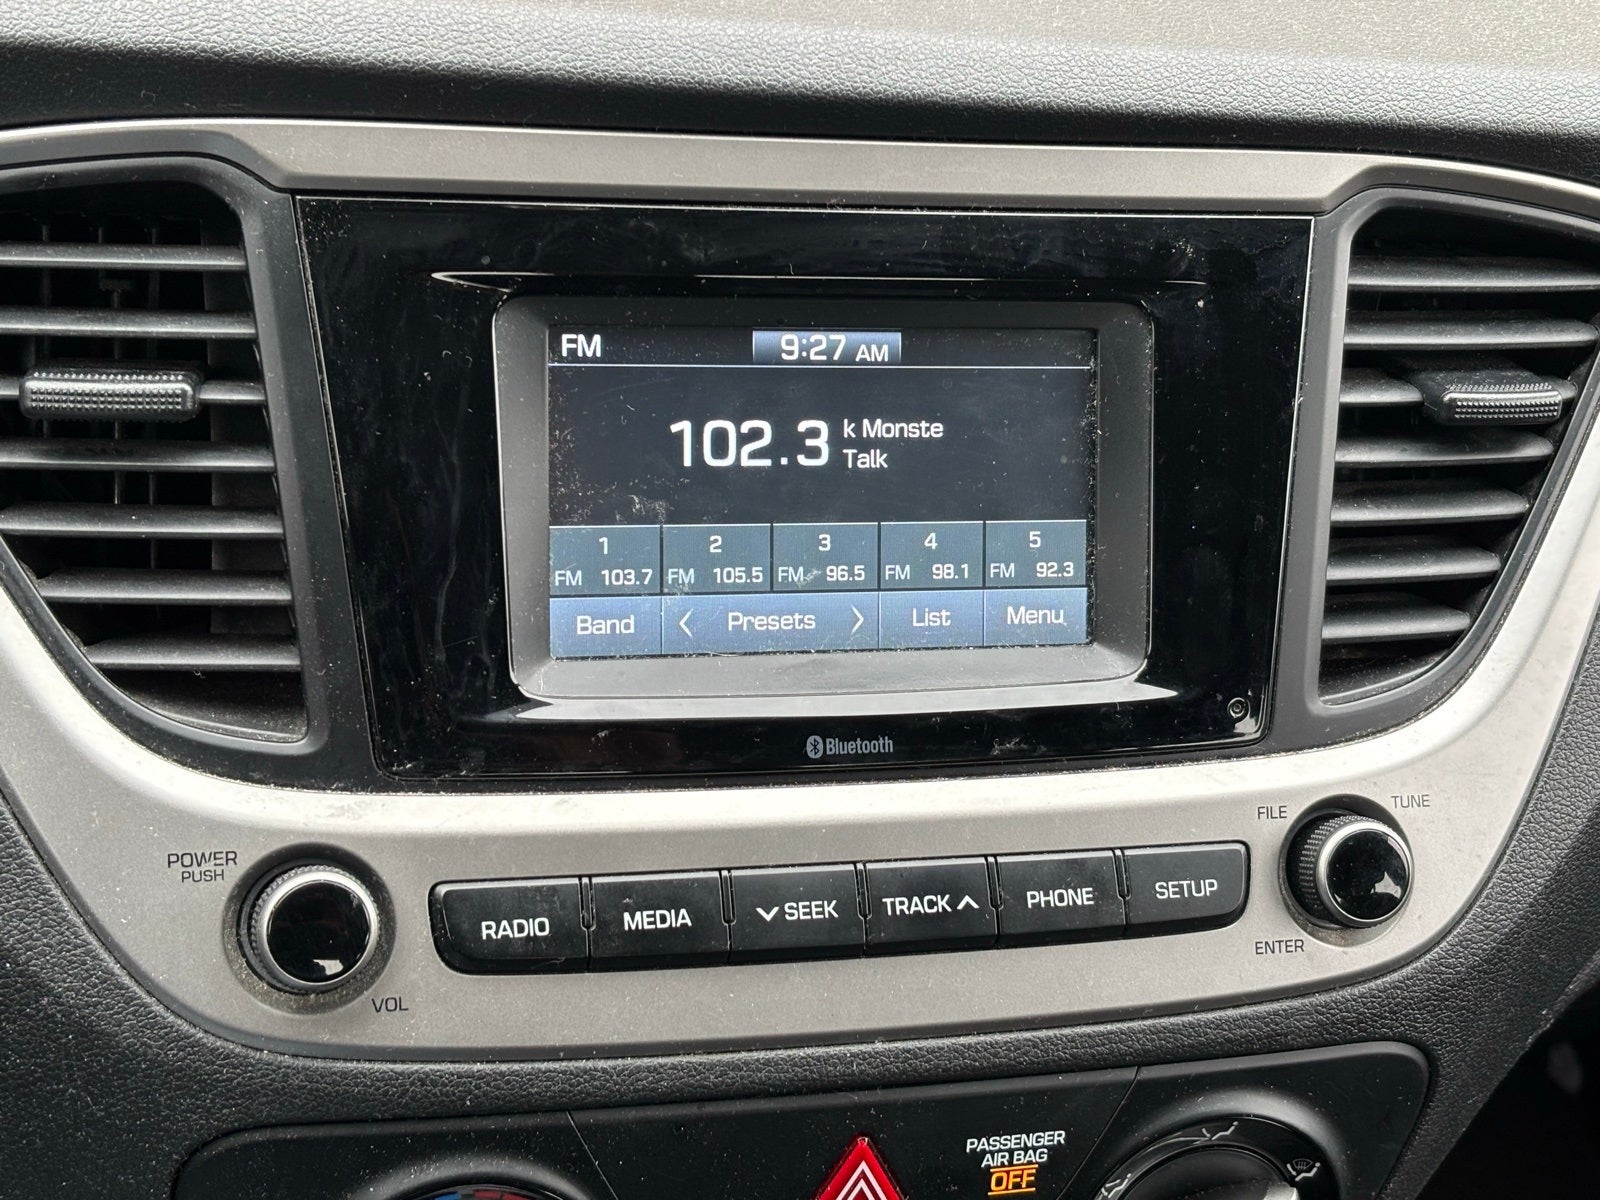 FM 9:27 AM
102.3 k Monste
Talk
1 2 3 4 5
FM 103.7 FM 105.5 FM 96.5 FM 98.1 FM 92.3
Band < Presets > List Menu
Bluetooth
POWER
PUSH
VOL
RADIO MEDIA SEEK TRACK PHONE SETUP
FILE TUNE
ENTER
PASSENGER
AIR BAG
OFF